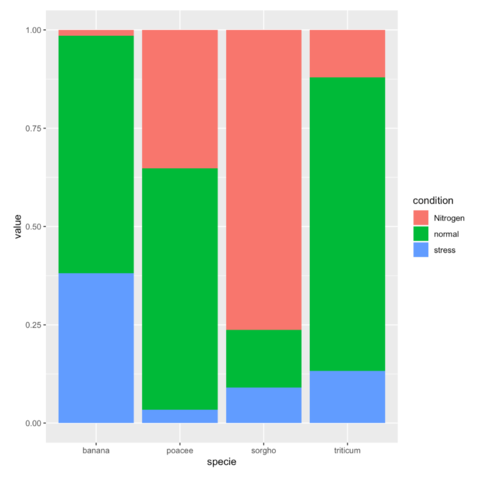 1.00
0.75
0.50
0.25
0.00
value
banana poacee sorgho triticum
specie
condition
Nitrogen
normal
stress